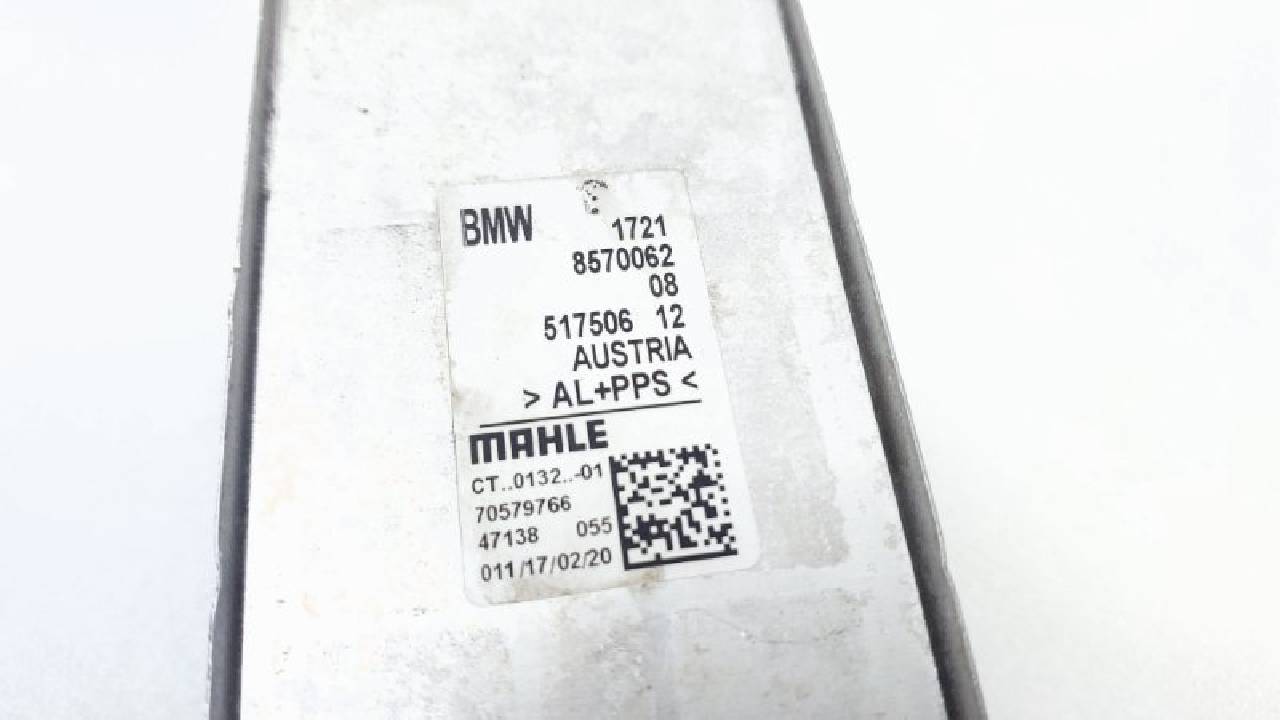 BMW 1721
8570062
08
517506 12
AUSTRIA
> AL+PPS <
MAHLE
CT..0132..-01
70579766
47138 055
011/17/02/20